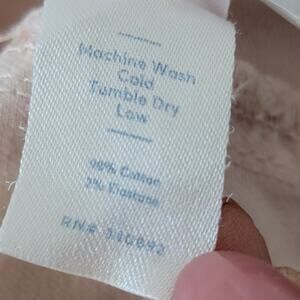 Machine Wash
Cold
Tumble Dry
Low
98% Cotton
2% Elastane
RN#